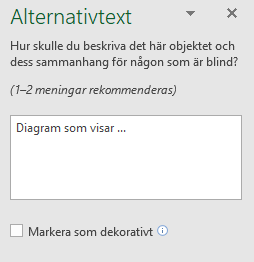 Alternativtext
Hur skulle du beskriva det här objektet och
dess sammanhang för någon som är blind?
(1–2 meningar rekommenderas)
Diagram som visar ...
Markera som dekorativt